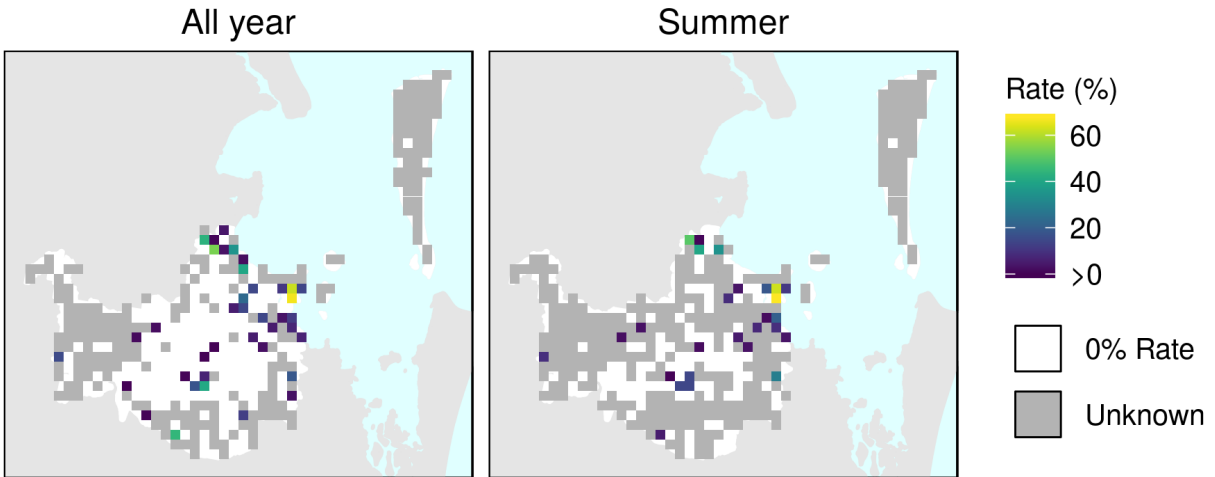 All year
Summer
Rate (%)
60
40
20
>0
0% Rate
Unknown